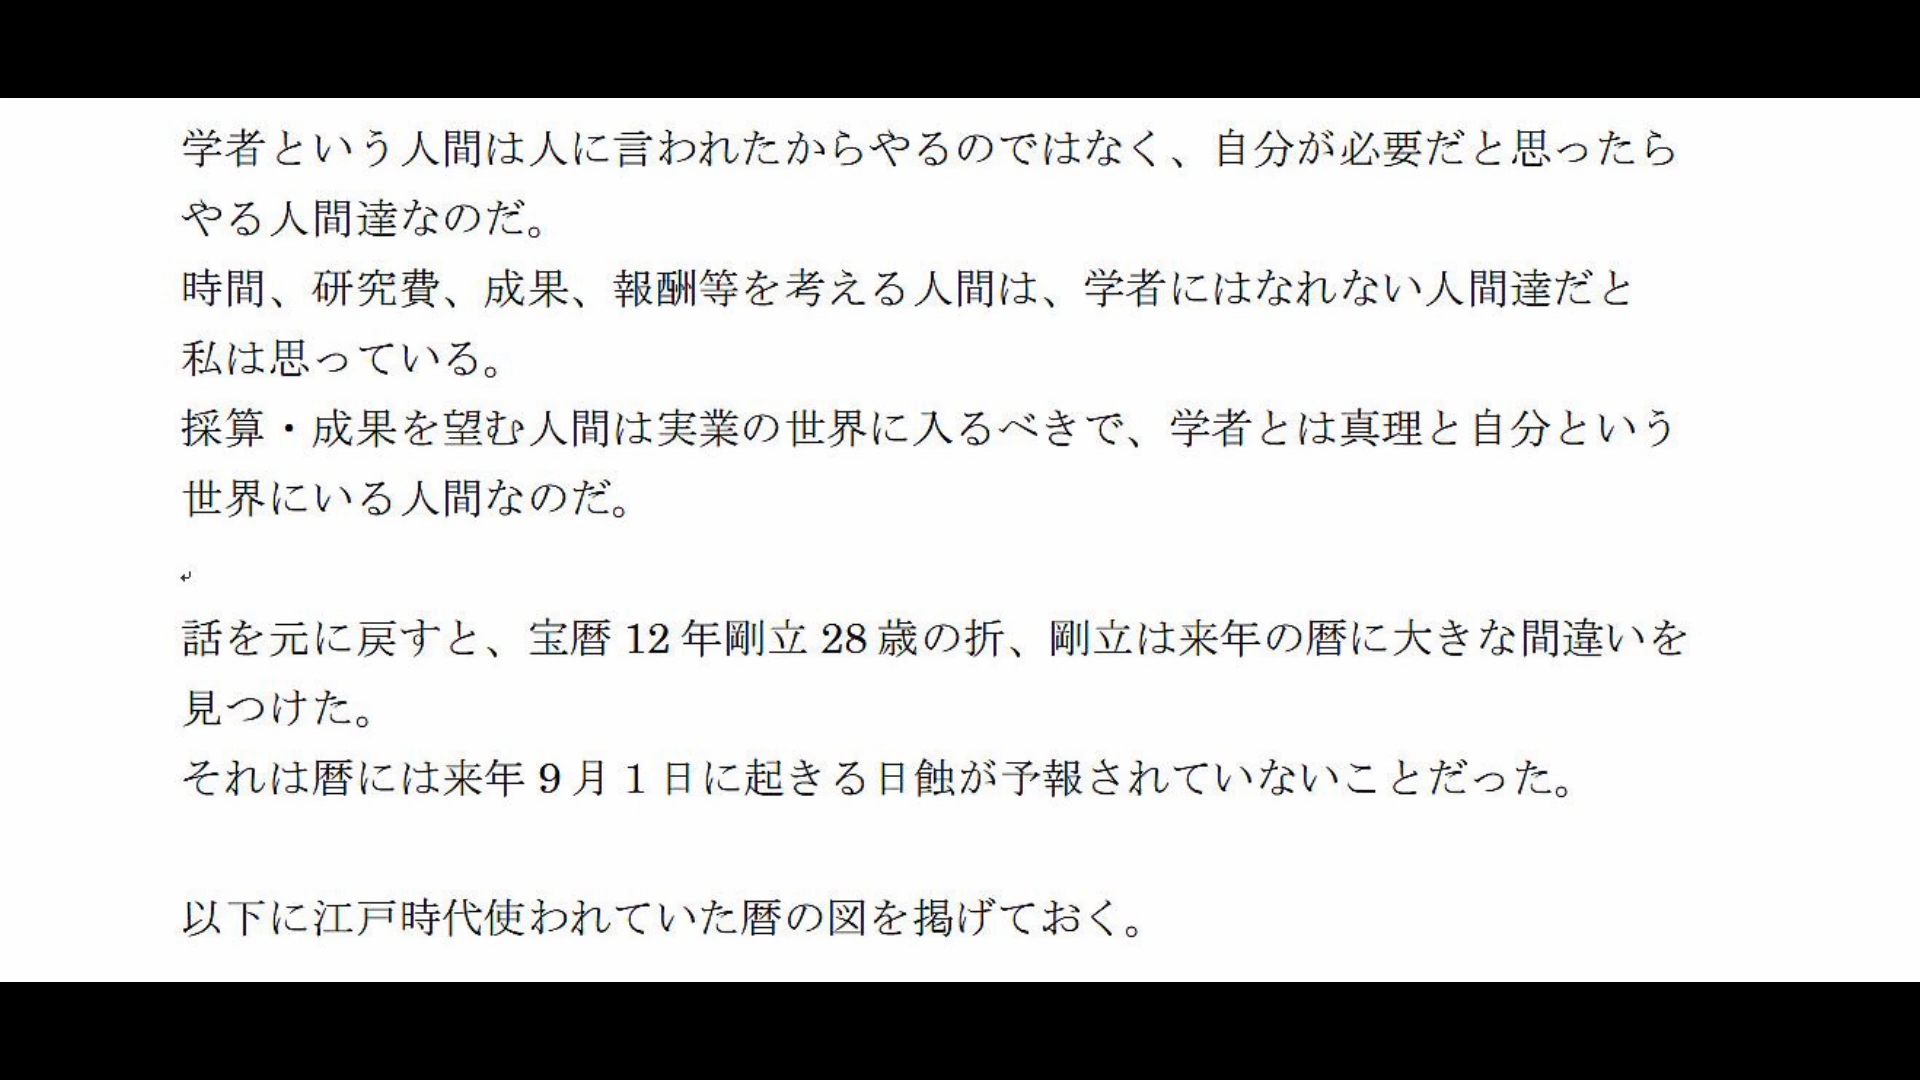 学者という人間は人に言われたからやるのではなく、自分が必要だと思ったら
やる人間達なのだ。
時間、研究費、成果、報酬等を考える人間は、学者にはなれない人間達だと
私は思っている。
採算・成果を望む人間は実業の世界に入るべきで、学者とは真理と自分という
世界にいる人間なのだ。
話を元に戻すと、宝暦 12 年剛立 28 歳の折、剛立は来年の暦に大きな間違いを
見つけた。
それは暦には来年 9 月 1 日に起きる日蝕が予報されていないことだった。
以下に江戸時代使われていた暦の図を掲げておく。